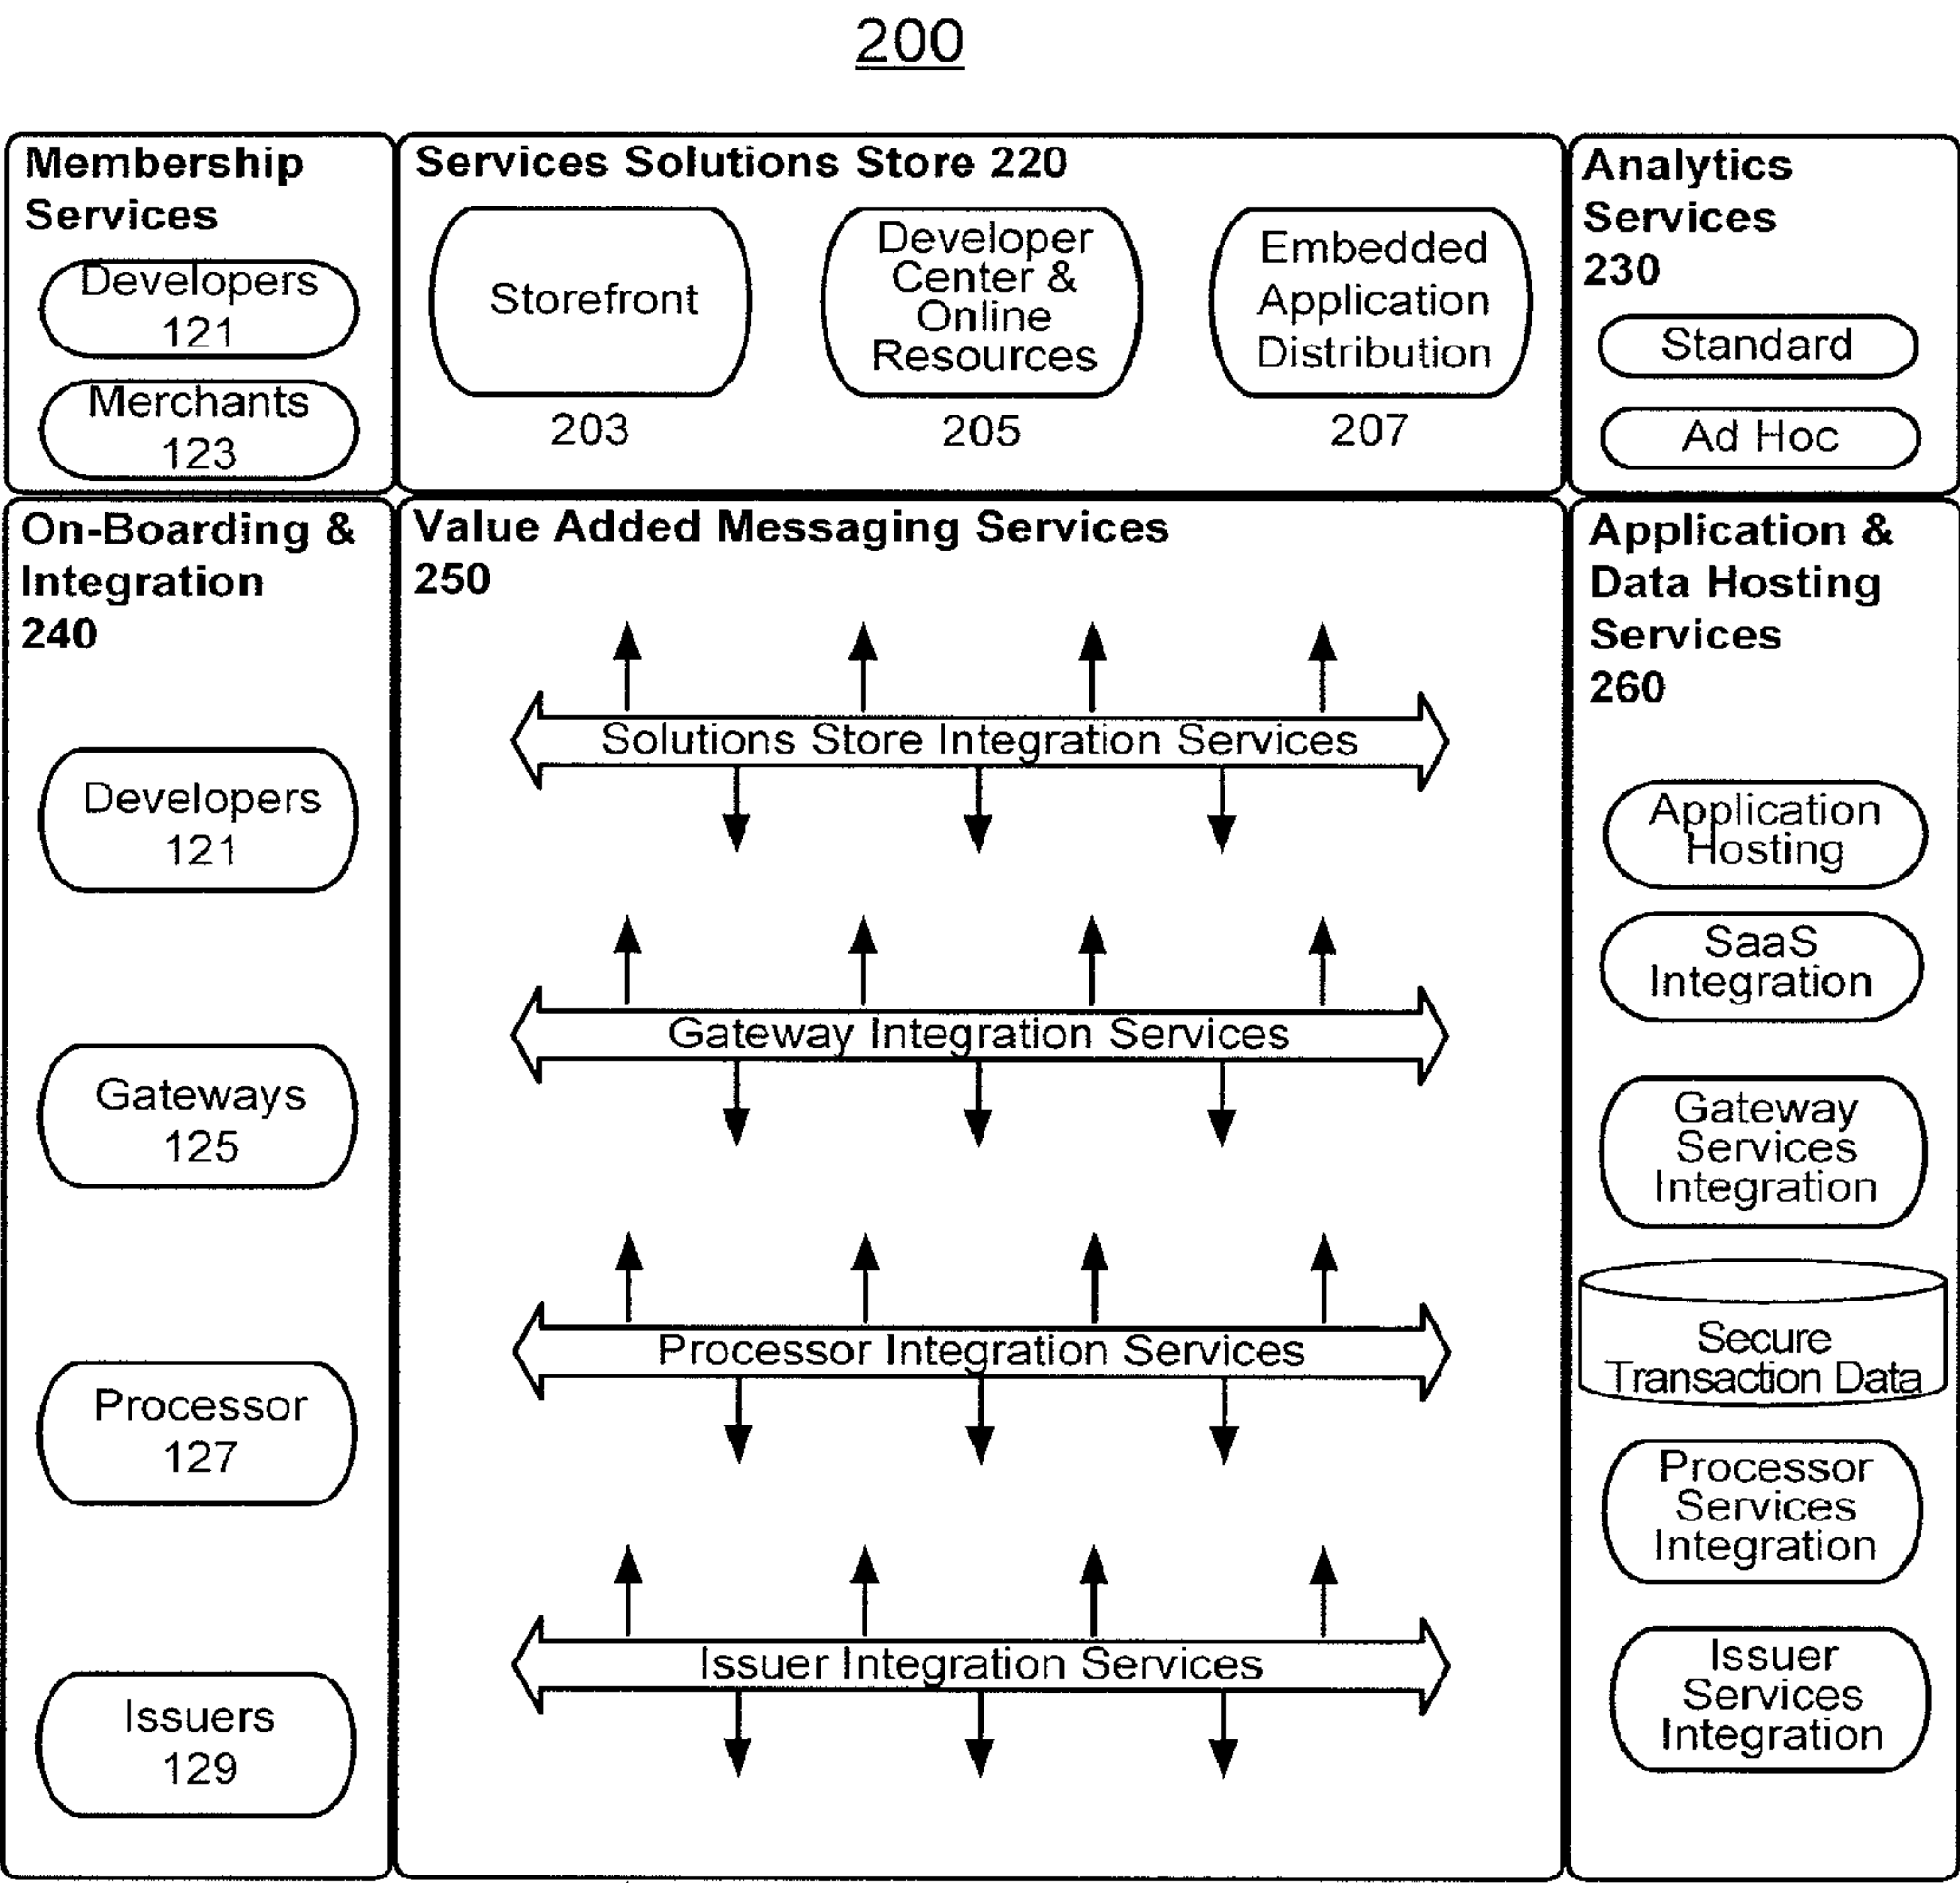 200
Membership
Services
Developers
121
Merchants
123
Services Solutions Store 220
Storefront
203
Developer
Center &
Online
Resources
205
Embedded
Application
Distribution
207
Analytics
Services
230
Standard
Ad Hoc
On-Boarding &
Integration
240
Developers
121
Gateways
125
Processor
127
Issuers
129
Value Added Messaging Services
250
Solutions Store Integration Services
Gateway Integration Services
Processor Integration Services
Issuer Integration Services
Application &
Data Hosting
Services
260
Application
Hosting
SaaS
Integration
Gateway
Services
Integration
Secure
Transaction Data
Processor
Services
Integration
Issuer
Services
Integration